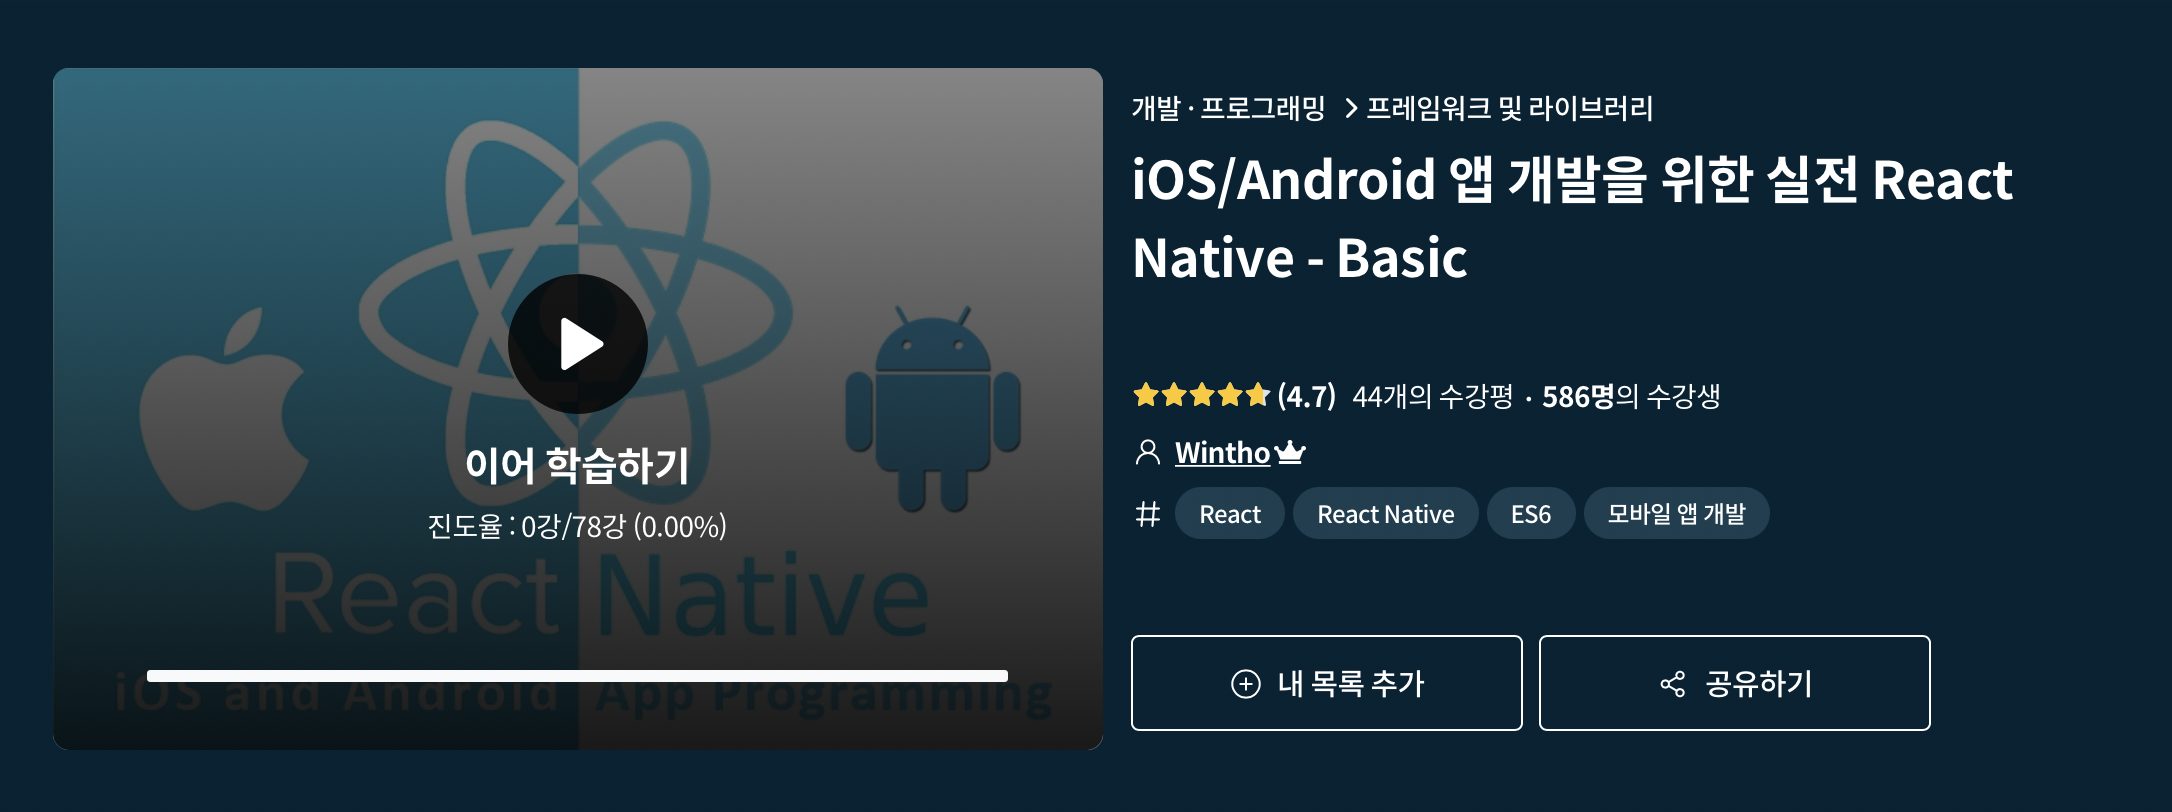 이어 학습하기
진도율 : 0강/78강 (0.00%)
React Native
iOS and Android App Programming
개발 · 프로그래밍 > 프레임워크 및 라이브러리
iOS/Android 앱 개발을 위한 실전 React
Native - Basic
(4.7) 44개의 수강평 · 586명의 수강생
Wintho
# React React Native ES6 모바일 앱 개발
내 목록 추가 공유하기